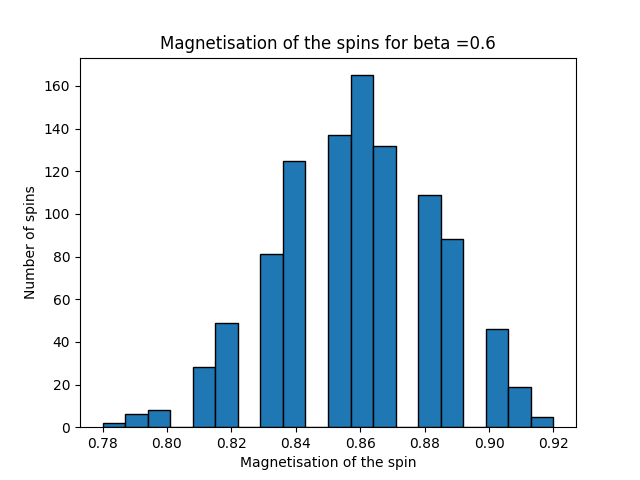 Magnetisation of the spins for beta =0.6
160
140
120
100
80
60
40
20
0
Number of spins
0.78 0.80 0.82 0.84 0.86 0.88 0.90 0.92
Magnetisation of the spin